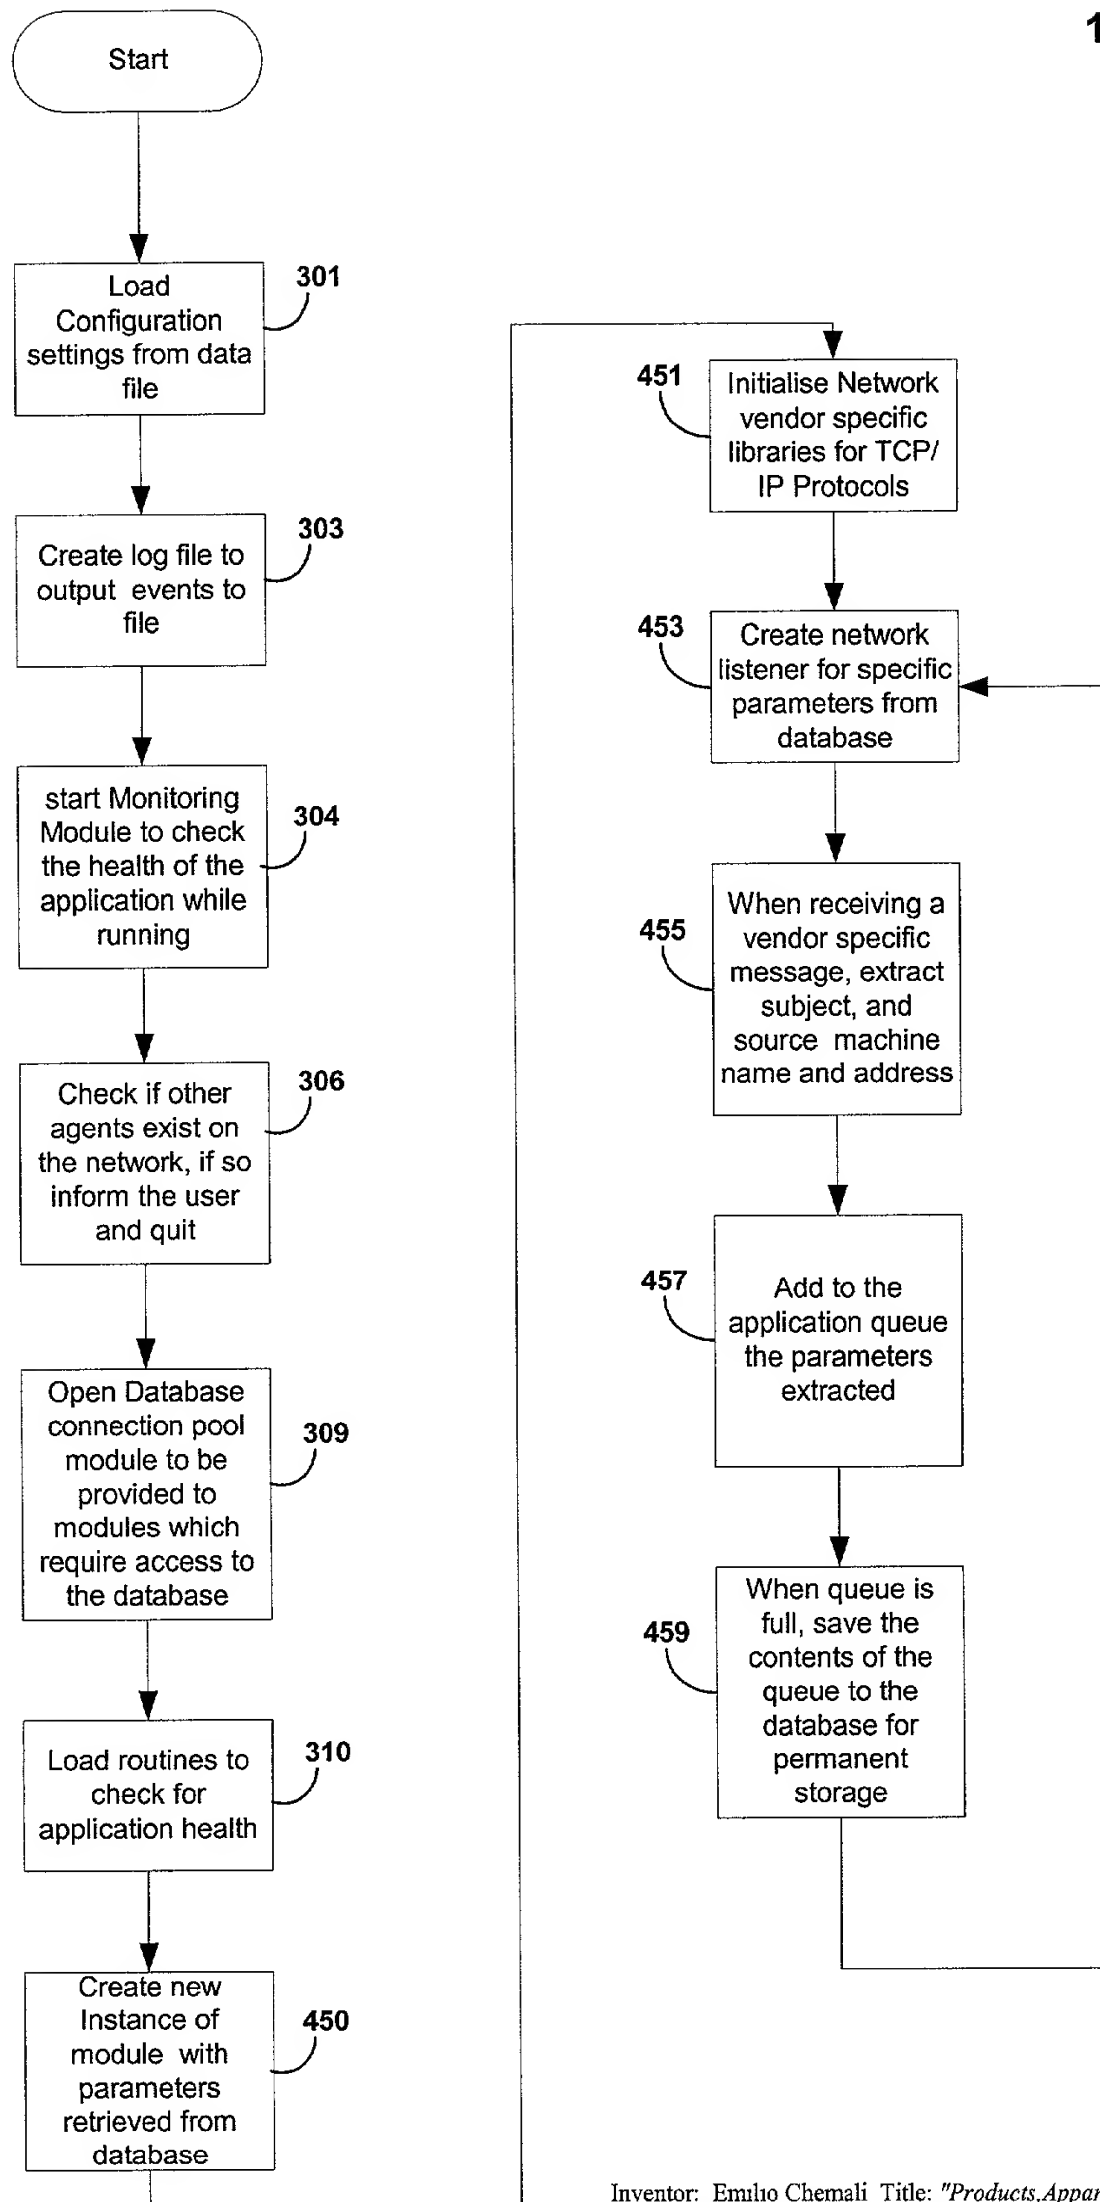 Start
1
Load
Configuration
settings from data
file
301
Create log file to
output events to
file
303
start Monitoring
Module to check
the health of the
application while
running
304
Check if other
agents exist on
the network, if so
inform the user
and quit
306
Open Database
connection pool
module to be
provided to
modules which
require access to
the database
309
Load routines to
check for
application health
310
Create new
Instance of
module with
parameters
retrieved from
database
450
451
Initialise Network
vendor specific
libraries for TCP/
IP Protocols
453
Create network
listener for specific
parameters from
database
455
When receiving a
vendor specific
message, extract
subject, and
source machine
name and address
457
Add to the
application queue
the parameters
extracted
459
When queue is
full, save the
contents of the
queue to the
database for
permanent
storage
Inventor: Emilio Chemali Title: "Products,Appar